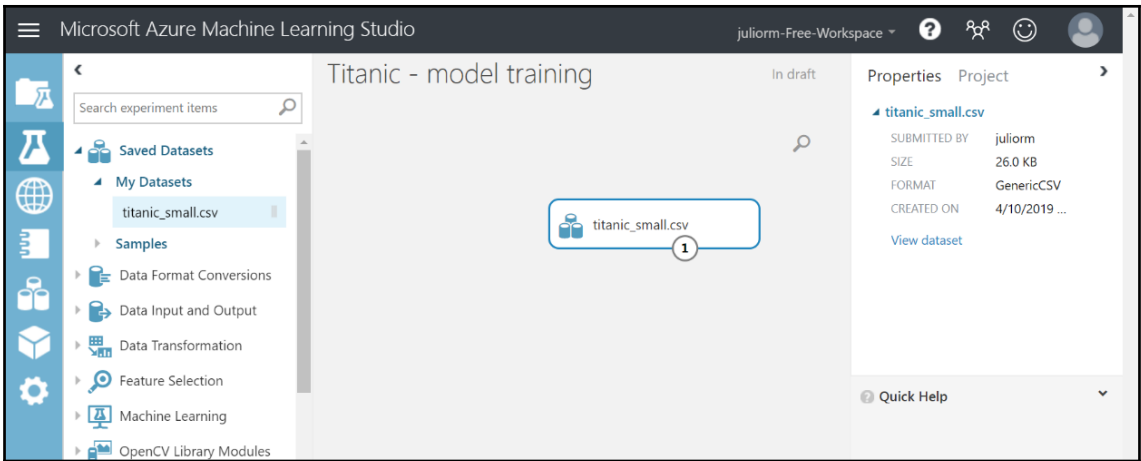 Microsoft Azure Machine Learning Studio
juliorm-Free-Workspace
?
Search experiment items
Saved Datasets
My Datasets
titanic_small.csv
Samples
Data Format Conversions
Data Input and Output
Data Transformation
Feature Selection
Machine Learning
OpenCV Library Modules
Titanic - model training
In draft
titanic_small.csv
1
Properties Project
titanic_small.csv
SUBMITTED BY juliorm
SIZE 26.0 KB
FORMAT GenericCSV
CREATED ON 4/10/2019 ...
View dataset
? Quick Help